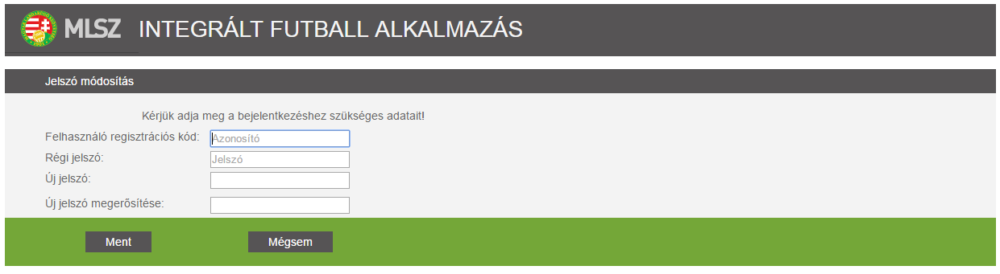 MLSZ INTEGRÁLT FUTBALL ALKALMAZÁS
Jelszó módosítás
Kérjük adja meg a bejelentkezéshez szükséges adatait!
Felhasználó regisztrációs kód: Azonosító
Régi jelszó: Jelszó
Új jelszó:
Új jelszó megerősítése:
Ment Mégsem